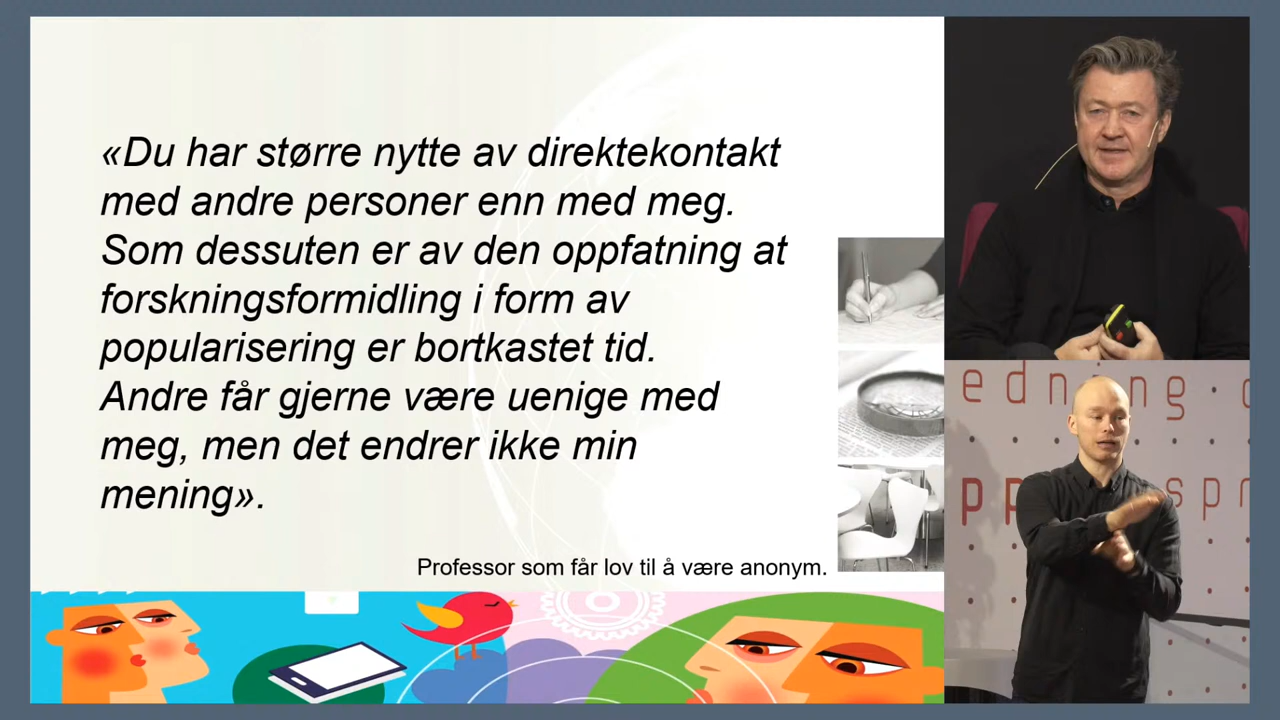 «Du har større nytte av direktekontakt
med andre personer enn med meg.
Som dessuten er av den oppfatning at
forskningsformidling i form av
popularisering er bortkastet tid.
Andre får gjerne være uenige med
meg, men det endrer ikke min
mening».
Professor som får lov til å være anonym.
edning
spr